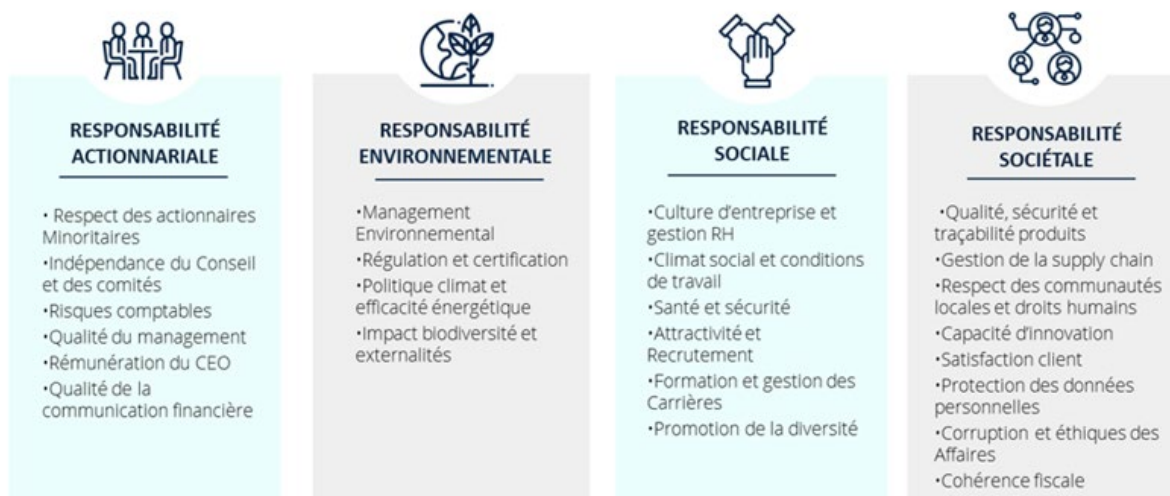 RESPONSABILITÉ
ACTIONNARIALE
• Respect des actionnaires
Minoritaires
•Indépendance du Conseil
et des comités
•Risques comptables
•Qualité du management
•Rémunération du CEO
•Qualité de la
communication financière
RESPONSABILITÉ
ENVIRONNEMENTALE
•Management
Environnemental
•Régulation et certification
•Politique climat et
efficacité énergétique
•Impact biodiversité et
externalités
RESPONSABILITÉ
SOCIALE
•Culture d’entreprise et
gestion RH
•Climat social et conditions
de travail
•Santé et sécurité
•Attractivité et
Recrutement
•Formation et gestion des
Carrières
•Promotion de la diversité
RESPONSABILITÉ
SOCIÉTALE
•Qualité, sécurité et
traçabilité produits
•Gestion de la supply chain
•Respect des communautés
locales et droits humains
•Capacité d’innovation
•Satisfaction client
•Protection des données
personnelles
•Corruption et éthiques des
Affaires
•Cohérence fiscale